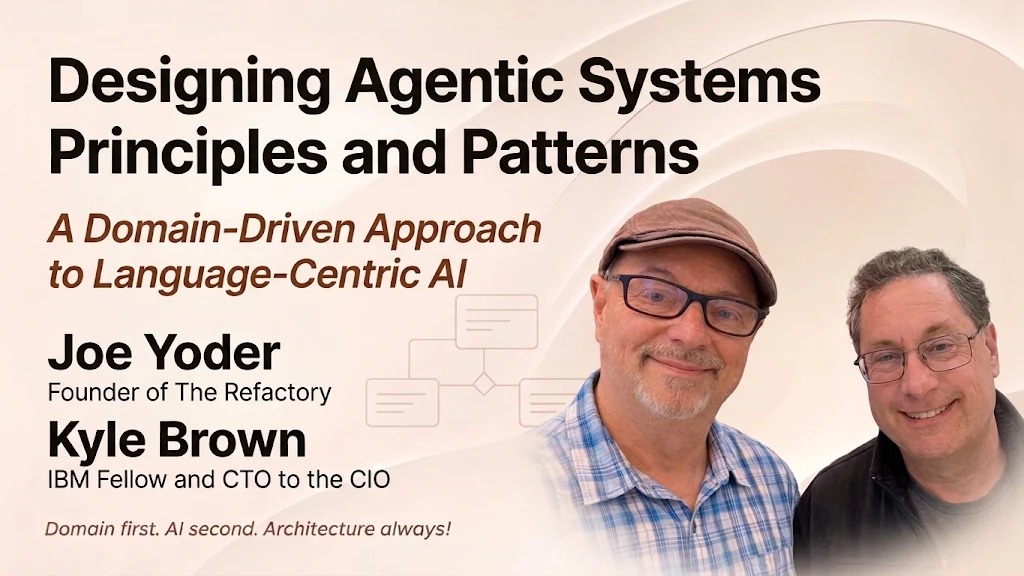 Designing Agentic Systems
Principles and Patterns
A Domain-Driven Approach
to Language-Centric AI
Joe Yoder
Founder of The Refactory
Kyle Brown
IBM Fellow and CTO to the CIO
Domain first. AI second. Architecture always!